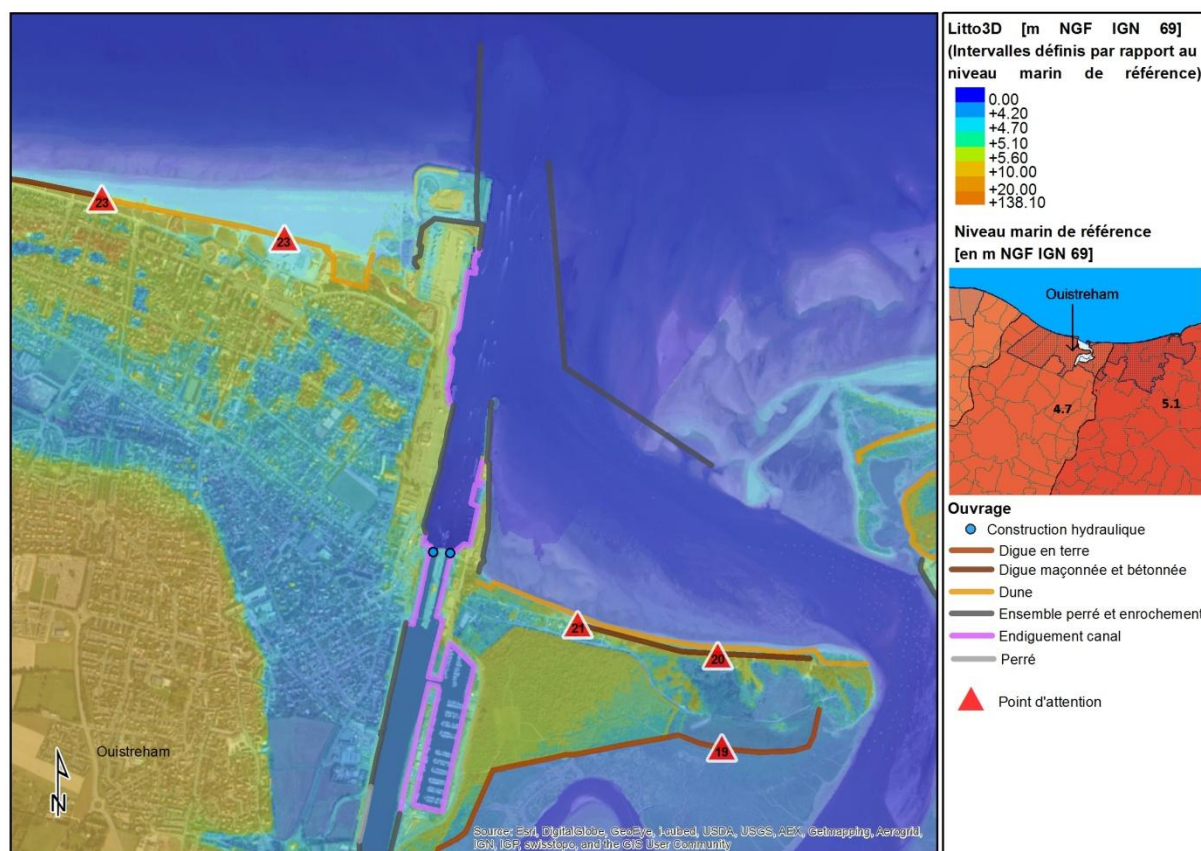 23
23
21
20
19
Ouistreham
N
Source: Esri, DigitalGlobe, GeoEye, i-cubed, USDA, USGS, AEX, Getmapping, Aerogrid,
IGN, IGP, swisstopo, and the GIS User Community
Litto3D [m NGF IGN 69]
(Intervalles définis par rapport au
niveau marin de référence)
0.00
+4.20
+4.70
+5.10
+5.60
+10.00
+20.00
+138.10
Niveau marin de référence
[en m NGF IGN 69]
Ouistreham
4.7
5.1
Ouvrage
Construction hydraulique
Digue en terre
Digue maçonnée et bétonnée
Dune
Ensemble perré et enrochement
Endiguement canal
Perré
Point d'attention